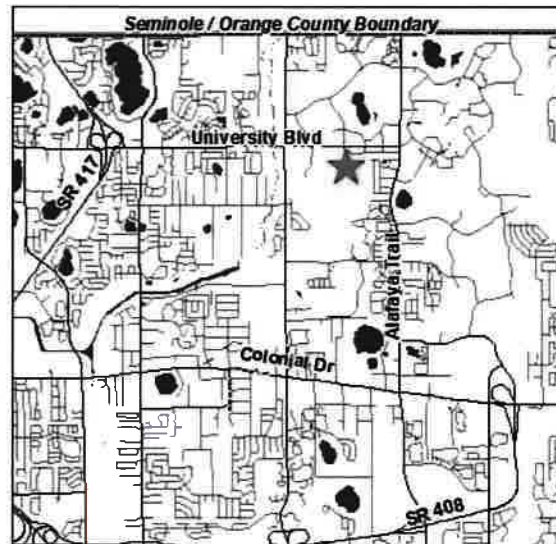 Seminole / Orange County Boundary
University Blvd
SR 417
Alafaya Trail
Colonial Dr
SR 408